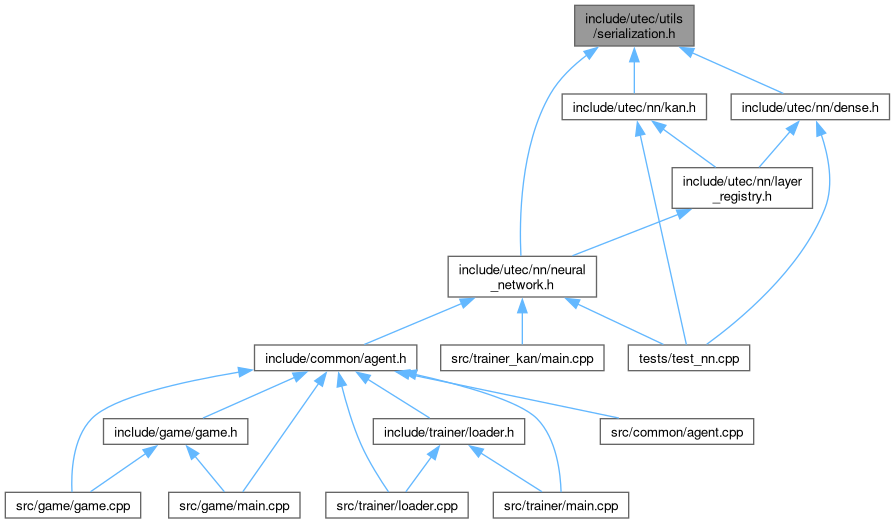 include/utec/utils
/serialization.h
include/utec/nn/kan.h
include/utec/nn/dense.h
include/utec/nn/layer
_registry.h
include/utec/nn/neural
_network.h
include/common/agent.h
src/trainer_kan/main.cpp
tests/test_nn.cpp
include/game/game.h
include/trainer/loader.h
src/common/agent.cpp
src/game/game.cpp
src/game/main.cpp
src/trainer/loader.cpp
src/trainer/main.cpp